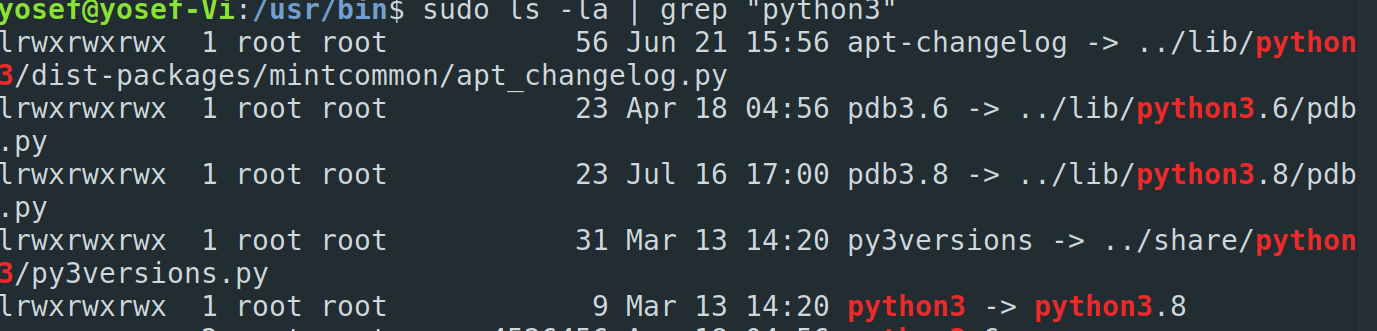 yosef@yosef-Vi:/usr/bin$ sudo ls -la | grep "python3"
lrwxrwxrwx  1 root root           56 Jun 21 15:56 apt-changelog -> ../lib/python
3/dist-packages/mintcommon/apt_changelog.py
lrwxrwxrwx  1 root root           23 Apr 18 04:56 pdb3.6 -> ../lib/python3.6/pdb
.py
lrwxrwxrwx  1 root root           23 Jul 16 17:00 pdb3.8 -> ../lib/python3.8/pdb
.py
lrwxrwxrwx  1 root root           31 Mar 13 14:20 py3versions -> ../share/python
3/py3versions.py
lrwxrwxrwx  1 root root            9 Mar 13 14:20 python3 -> python3.8